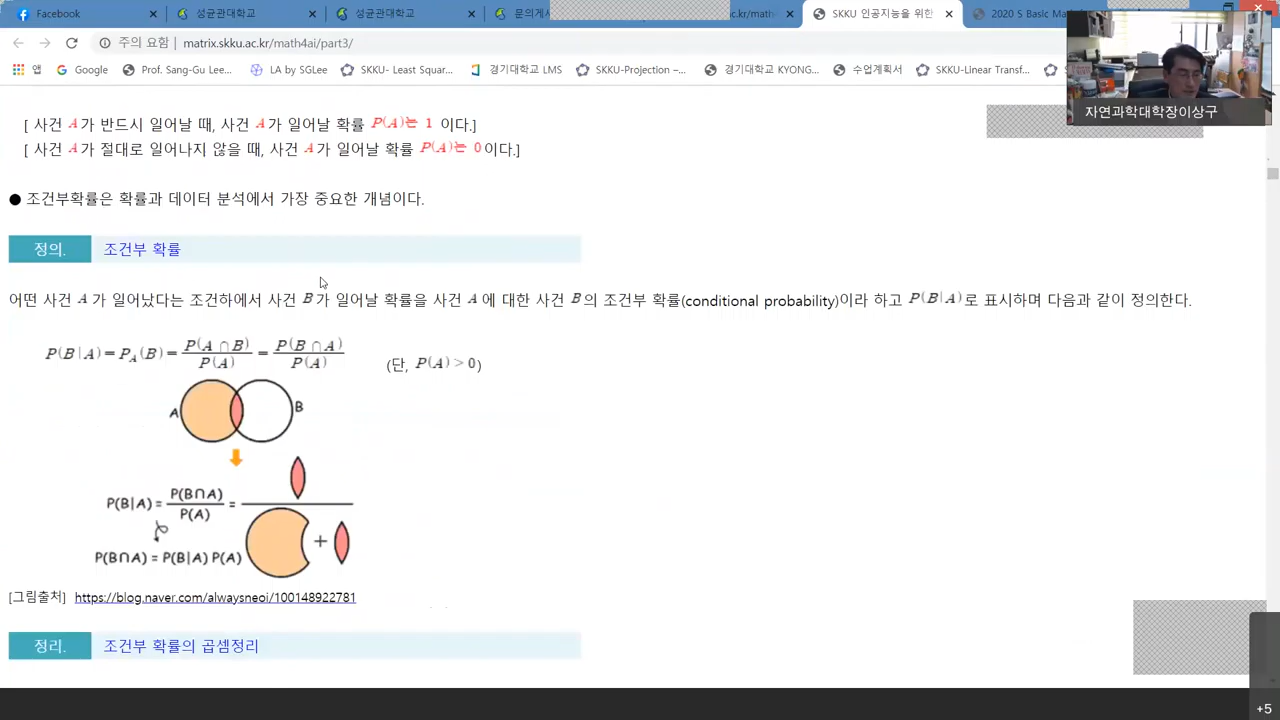 Facebook
성균관대학교
성균관대학교
문의게시
kr/math4
SKKU 인공지능을 위한
2020 S Basic Math
주의 요함 | matrix.skku.ac.kr/math4ai/part3/
앱 Google Prof. Sang-Gu Lee... LA by SGLee SKKU- Least Squar... 경기대학교 LMS SKKU-Projection –... 경기대학교 KYONG... 수업계획서 SKKU-Linear Transf...
자연과학대학장이상구
[ 사건 A가 반드시 일어날 때, 사건 A가 일어날 확률 P(A)는 1 이다.]
[ 사건 A가 절대로 일어나지 않을 때, 사건 A가 일어날 확률 P(A)는 0이다.]
● 조건부확률은 확률과 데이터 분석에서 가장 중요한 개념이다.
정의. 조건부 확률
어떤 사건 A 가 일어났다는 조건하에서 사건 B가 일어날 확률을 사건 A 에 대한 사건 B의 조건부 확률(conditional probability)이라 하고 P(B|A)로 표시하며 다음과 같이 정의한다.
P(B|A) = P_A(B) = P(A∩B)/P(A) = P(B∩A)/P(A) (단, P(A) > 0)
A B
P(B|A) = P(B∩A)/P(A) =
+
P(B∩A) = P(B|A) P(A)
[그림출처] https://blog.naver.com/alwaysneoi/100148922781
정리. 조건부 확률의 곱셈정리
+5